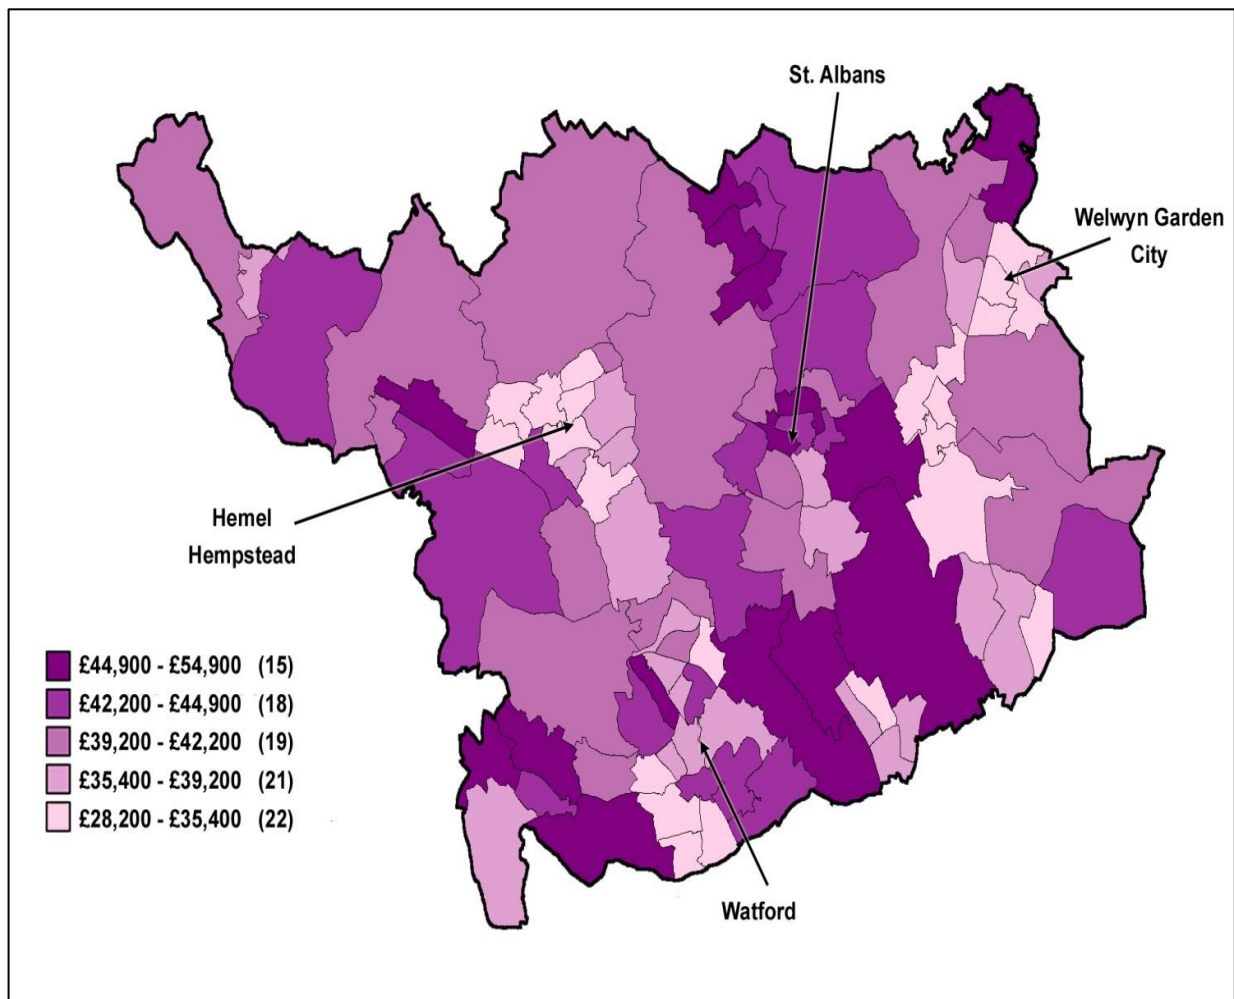 St. Albans
Welwyn Garden
City
Hemel
Hempstead
£44,900 - £54,900 (15)
£42,200 - £44,900 (18)
£39,200 - £42,200 (19)
£35,400 - £39,200 (21)
£28,200 - £35,400 (22)
Watford